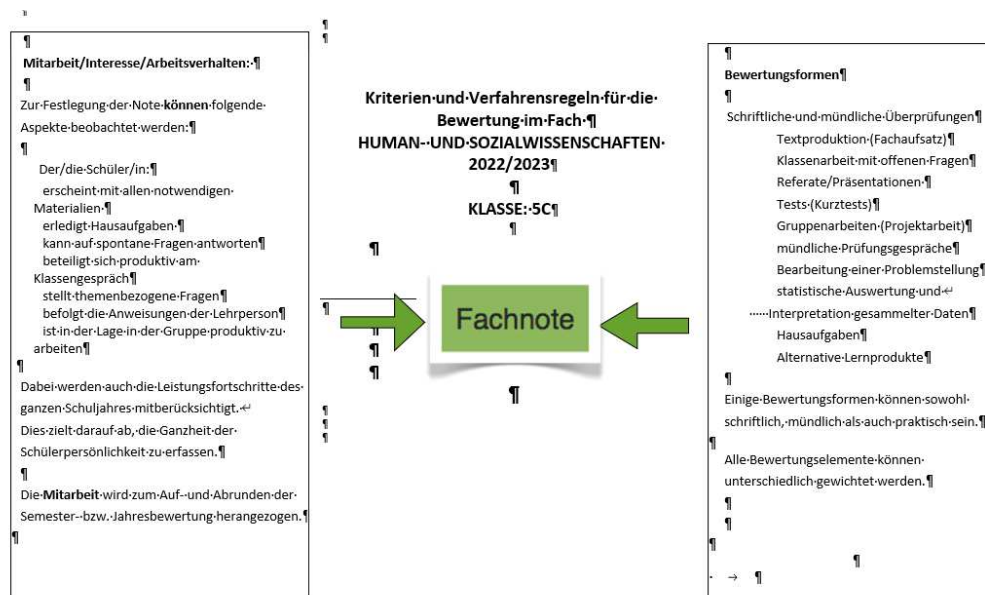 Mitarbeit/Interesse/Arbeitsverhalten:
Zur Festlegung der Note können folgende
Aspekte beobachtet werden:
Der/die Schüler/in:
erscheint mit allen notwendigen
Materialien
erledigt Hausaufgaben
kann auf spontane Fragen antworten
beteiligt sich produktiv am
Klassengespräch
stellt themenbezogene Fragen
befolgt die Anweisungen der Lehrperson
ist in der Lage in der Gruppe produktiv zu
arbeiten
Dabei werden auch die Leistungsfortschritte des
ganzen Schuljahres mitberücksichtigt.
Dies zielt darauf ab, die Ganzheit der
Schülerpersönlichkeit zu erfassen.
Die Mitarbeit wird zum Auf- und Abrunden der
Semester- bzw. Jahresbewertung herangezogen.
Kriterien und Verfahrensregeln für die
Bewertung im Fach
HUMAN- UND SOZIALWISSENSCHAFTEN
2022/2023
KLASSE: 5C
Fachnote
Bewertungsformen
Schriftliche und mündliche Überprüfungen
Textproduktion (Fachaufsatz)
Klassenarbeit mit offenen Fragen
Referate/Präsentationen
Tests (Kurztests)
Gruppenarbeiten (Projektarbeit)
mündliche Prüfungsgespräche
Bearbeitung einer Problemstellung
statistische Auswertung und
Interpretation gesammelter Daten
Hausaufgaben
Alternative Lernprodukte
Einige Bewertungsformen können sowohl
schriftlich, mündlich als auch praktisch sein.
Alle Bewertungselemente können
unterschiedlich gewichtet werden.